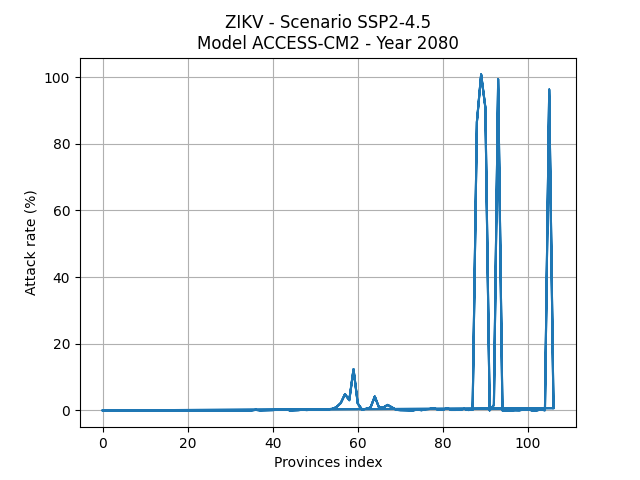 ZIKV - Scenario SSP2-4.5
Model ACCESS-CM2 - Year 2080
100
80
60
40
20
0
Attack rate (%)
0 20 40 60 80 100
Provinces index